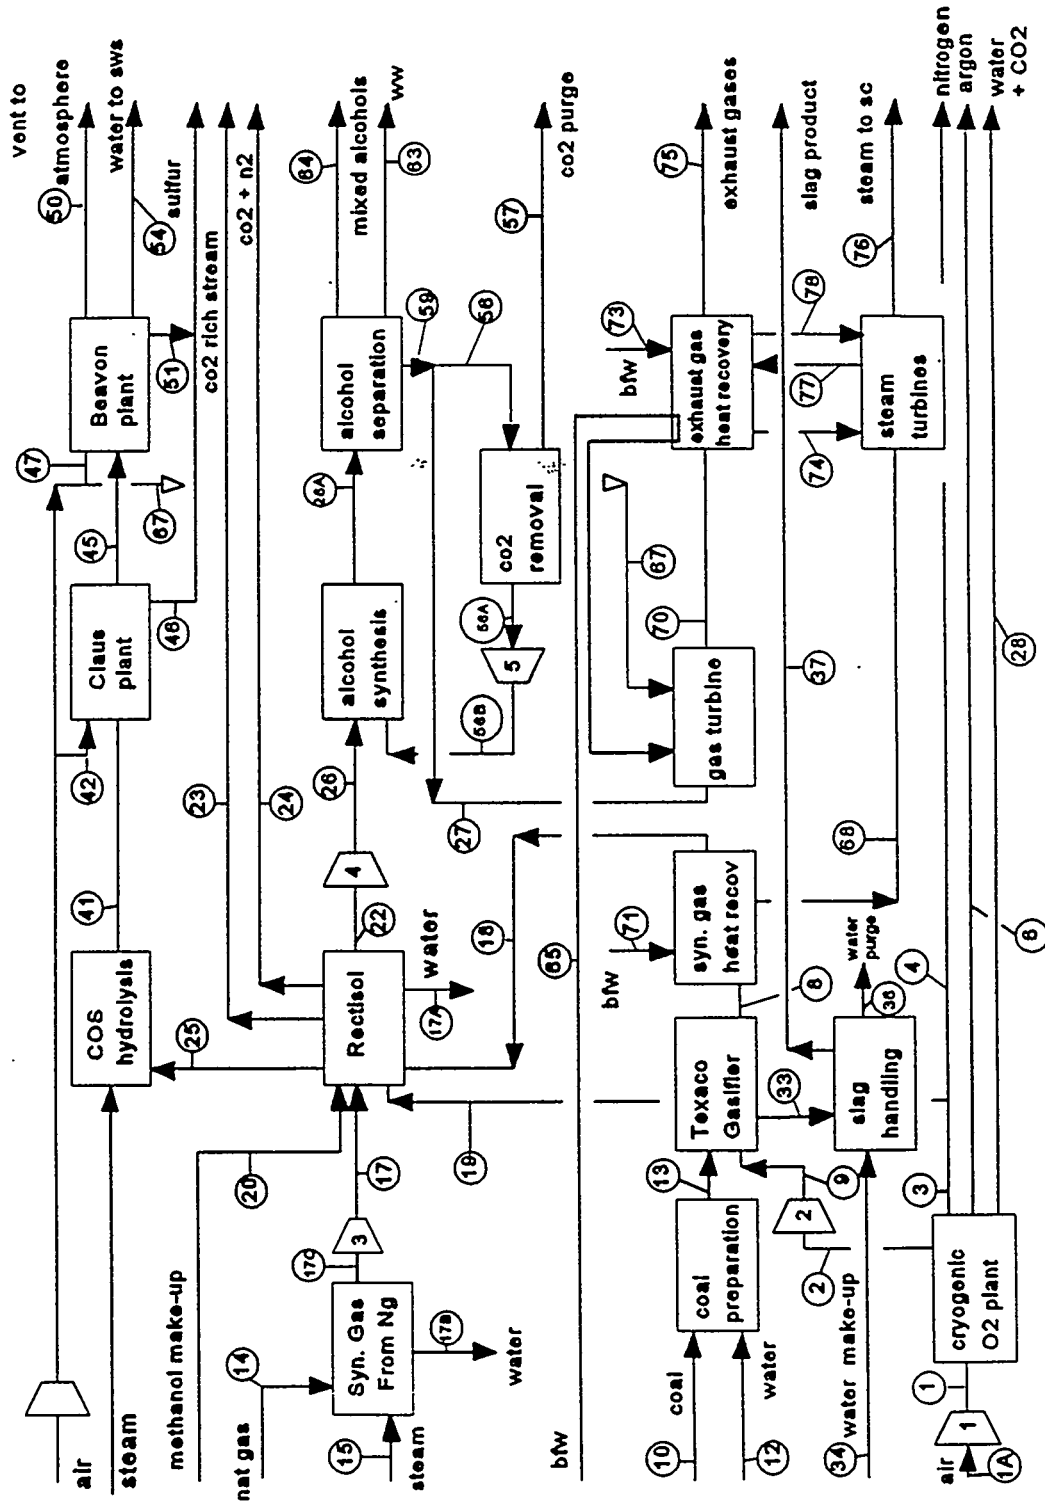 vent to
atmosphere
50
water to sws
54
sulfur
47
Beavon
plant
51
67
45
Claus
plant
46
42
41
COS
hydrolysis
air
steam
25
23
co2 rich stream
24
co2 + n2
methanol make-up
20
nat gas
14
15
steam
Syn. Gas
From Ng
17B
water
17C
3
17
19
Rectisol
17A
water
22
4
26
18
alcohol
synthesis
26A
alcohol
separation
64
mixed alcohols
63
ww
59
58
co2
removal
57
co2 purge
56A
5
56B
27
bfw
65
10
coal
12
water
coal
preparation
13
Texaco
Gasifier
8
bfw
71
syn. gas
heat recov
gas turbine
67
70
bfw
73
exhaust gas
heat recovery
75
exhaust gases
33
2
9
37
slag product
74
77
78
34
water make-up
slag
handling
36
water
purge
68
steam
turbines
76
steam to sc
air
1A
1
1
cryogenic
O2 plant
2
3
4
nitrogen
6
argon
28
water
+ CO2